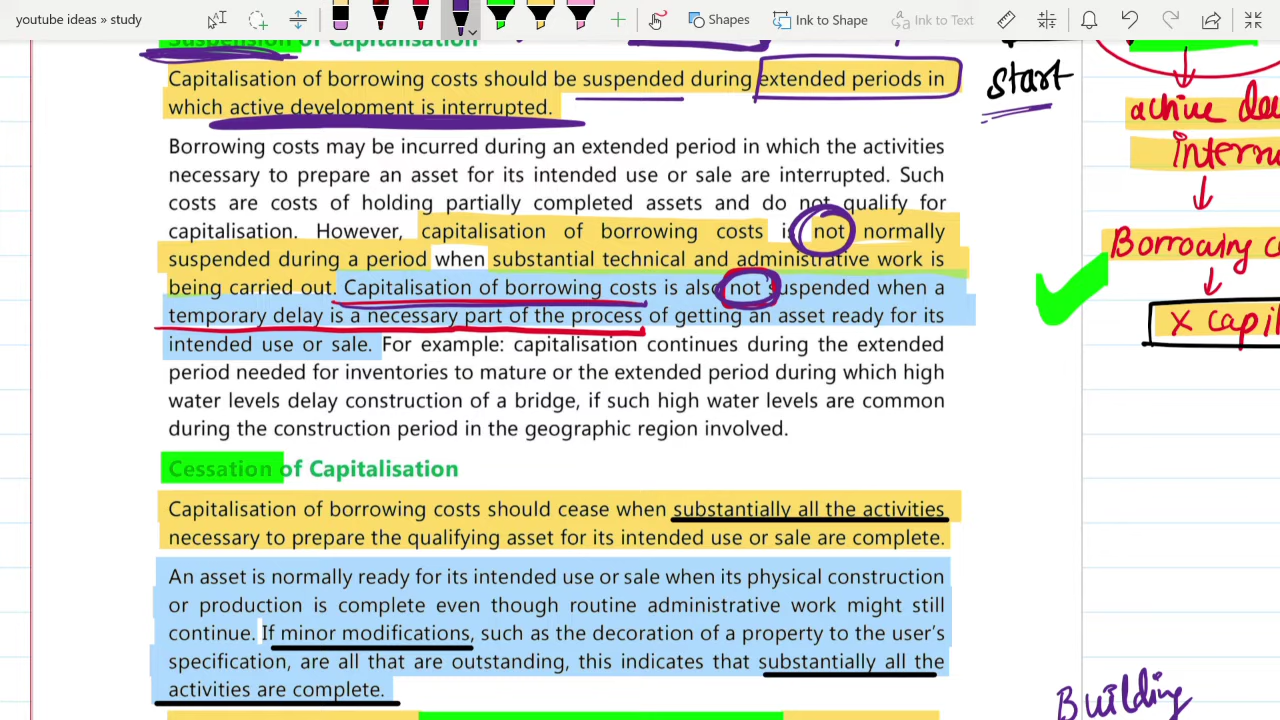 youtube ideas » study
Shapes
Ink to Shape
Ink to Text
Suspension of Capitalisation
Capitalisation of borrowing costs should be suspended during extended periods in
which active development is interrupted.
Borrowing costs may be incurred during an extended period in which the activities
necessary to prepare an asset for its intended use or sale are interrupted. Such
costs are costs of holding partially completed assets and do not qualify for
capitalisation. However, capitalisation of borrowing costs is not normally
suspended during a period when substantial technical and administrative work is
being carried out. Capitalisation of borrowing costs is also not suspended when a
temporary delay is a necessary part of the process of getting an asset ready for its
intended use or sale. For example: capitalisation continues during the extended
period needed for inventories to mature or the extended period during which high
water levels delay construction of a bridge, if such high water levels are common
during the construction period in the geographic region involved.
Cessation of Capitalisation
Capitalisation of borrowing costs should cease when substantially all the activities
necessary to prepare the qualifying asset for its intended use or sale are complete.
An asset is normally ready for its intended use or sale when its physical construction
or production is complete even though routine administrative work might still
continue. If minor modifications, such as the decoration of a property to the user's
specification, are all that are outstanding, this indicates that substantially all the
activities are complete.
start
active de
interr
Borrowing c
x capi
Building